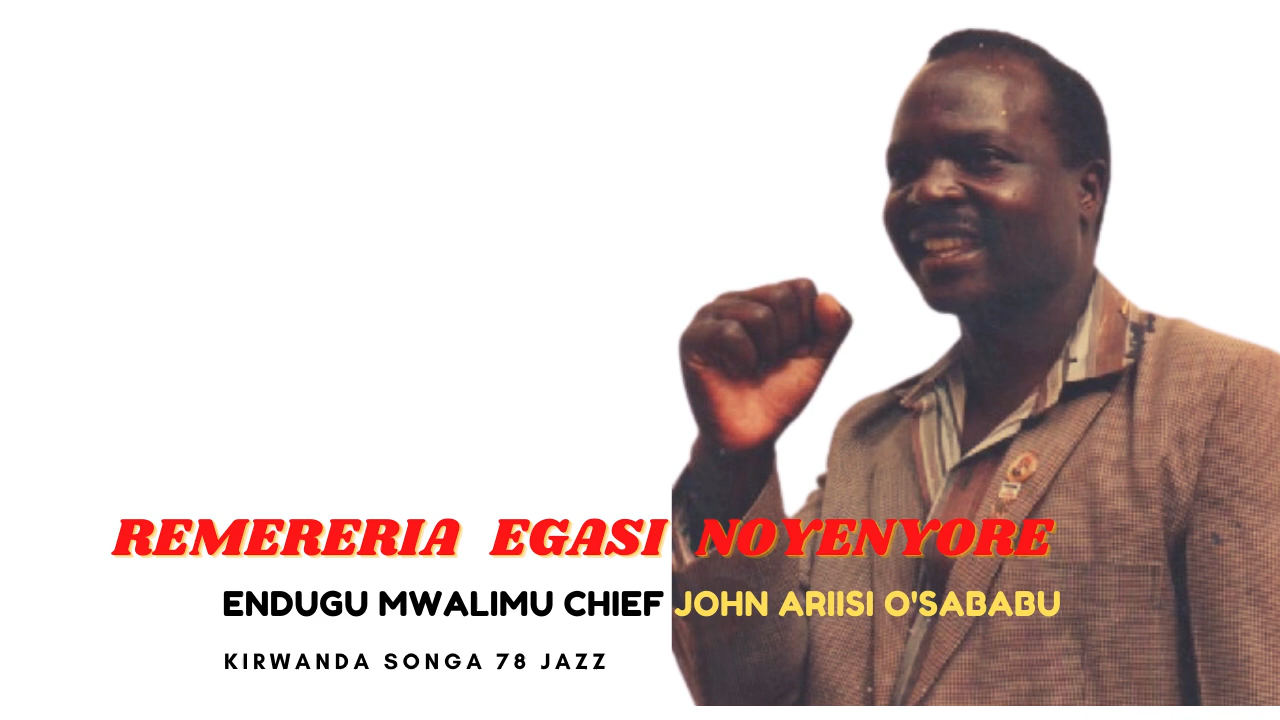 REMERERIA EGASI NOYENYORE
ENDUGU MWALIMU CHIEF JOHN ARIISI O'SABABU
KIRWANDA SONGA 78 JAZZ